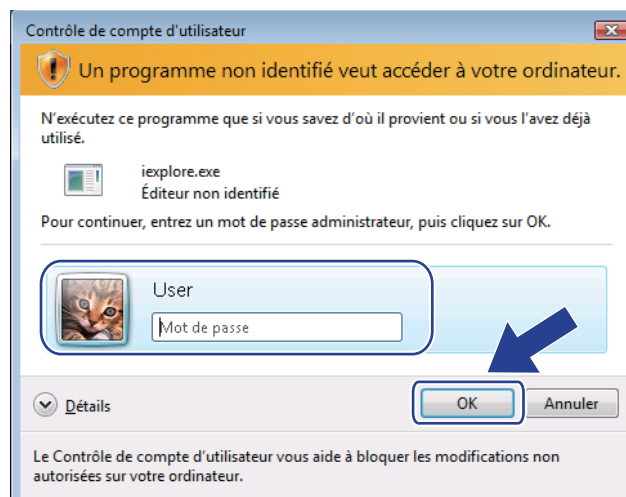 Contrôle de compte d'utilisateur
Un programme non identifié veut accéder à votre ordinateur.
N'exécutez ce programme que si vous savez d'où il provient ou si vous l'avez déjà
utilisé.
iexplore.exe
Éditeur non identifié
Pour continuer, entrez un mot de passe administrateur, puis cliquez sur OK.
User
Mot de passe
Détails
OK
Annuler
Le Contrôle de compte d'utilisateur vous aide à bloquer les modifications non
autorisées sur votre ordinateur.